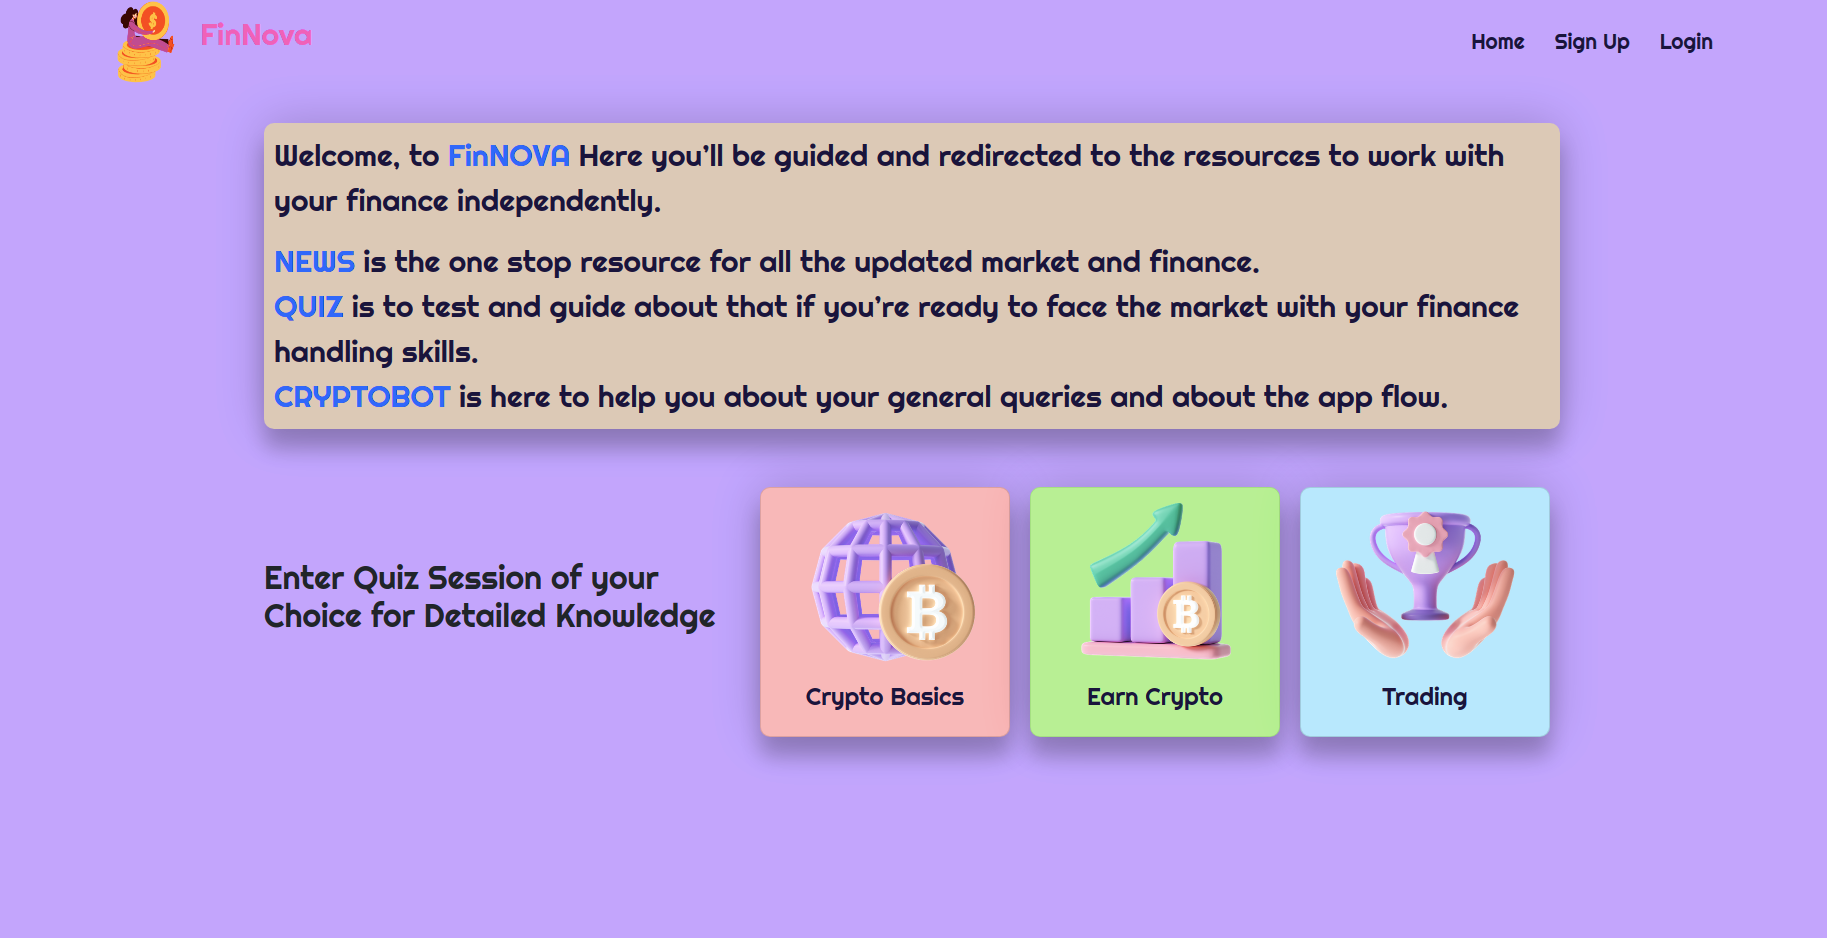 FinNova
Home Sign Up Login
Welcome, to FinNOVA Here you'll be guided and redirected to the resources to work with
your finance independently.
NEWS is the one stop resource for all the updated market and finance.
QUIZ is to test and guide about that if you're ready to face the market with your finance
handling skills.
CRYPTOBOT is here to help you about your general queries and about the app flow.
Enter Quiz Session of your
Choice for Detailed Knowledge
Crypto Basics
Earn Crypto
Trading